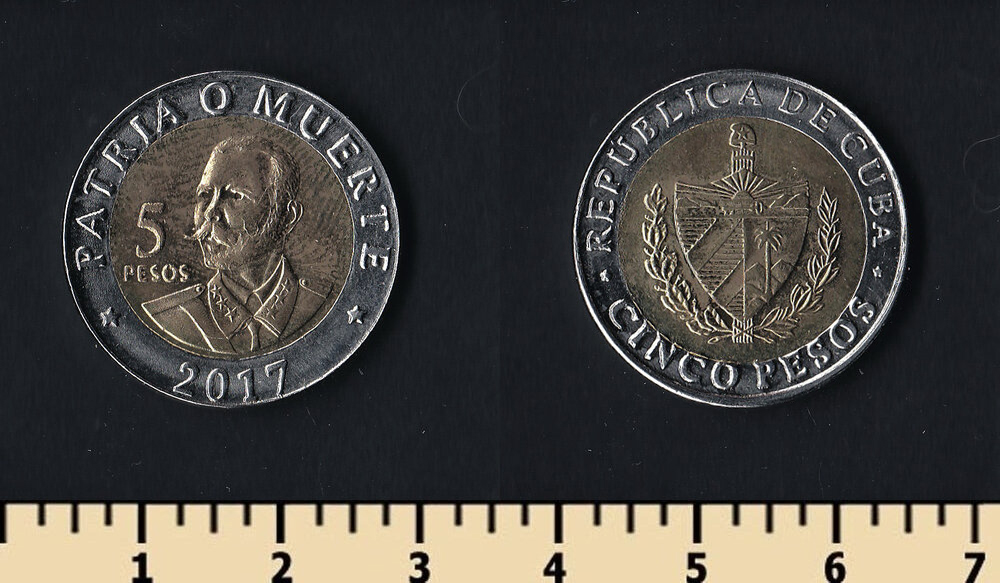 PATRIA O MUERTE
5
PESOS
2017
REPÚBLICA DE CUBA
CINCO PESOS
1 2 3 4 5 6 7